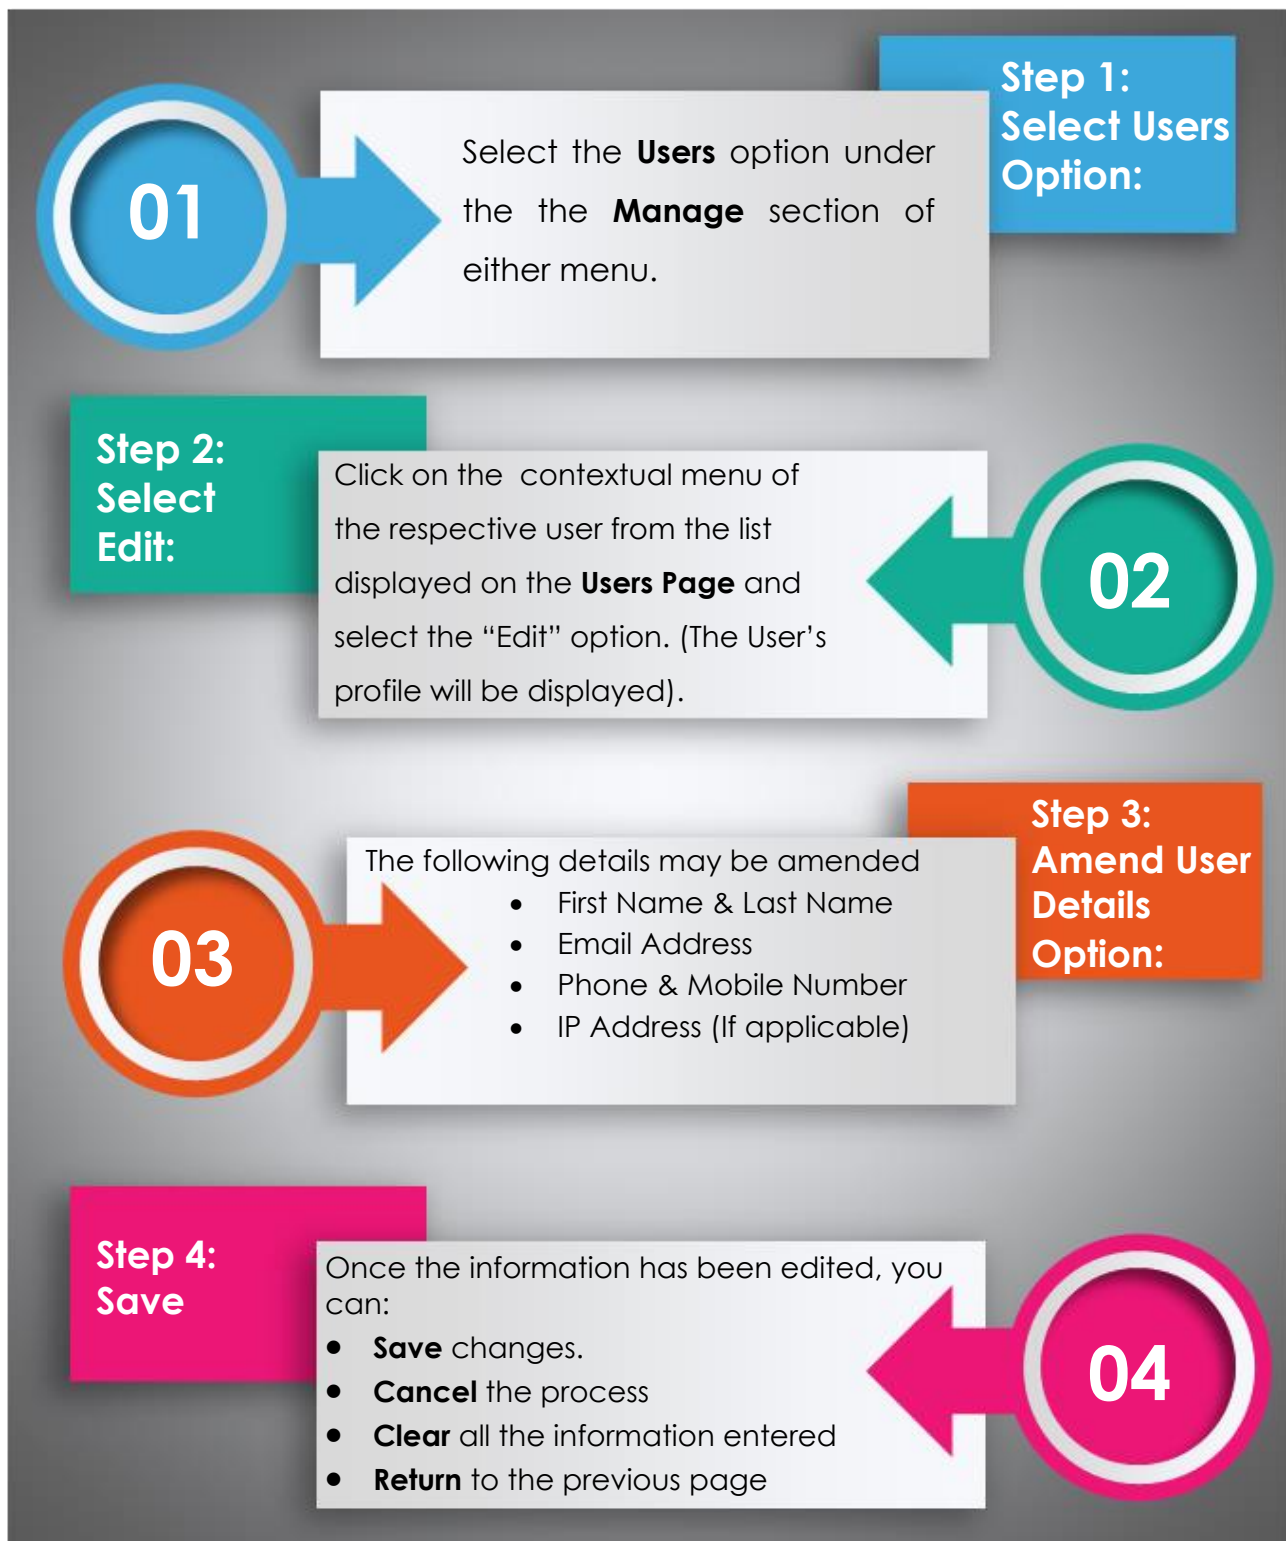 01
Select the Users option under
the the Manage section of
either menu.
Step 1:
Select Users
Option:
Step 2:
Select
Edit:
Click on the contextual menu of
the respective user from the list
displayed on the Users Page and
select the “Edit” option. (The User’s
profile will be displayed).
02
03
The following details may be amended
• First Name & Last Name
• Email Address
• Phone & Mobile Number
• IP Address (If applicable)
Step 3:
Amend User
Details
Option:
Step 4:
Save
Once the information has been edited, you
can:
• Save changes.
• Cancel the process
• Clear all the information entered
• Return to the previous page
04